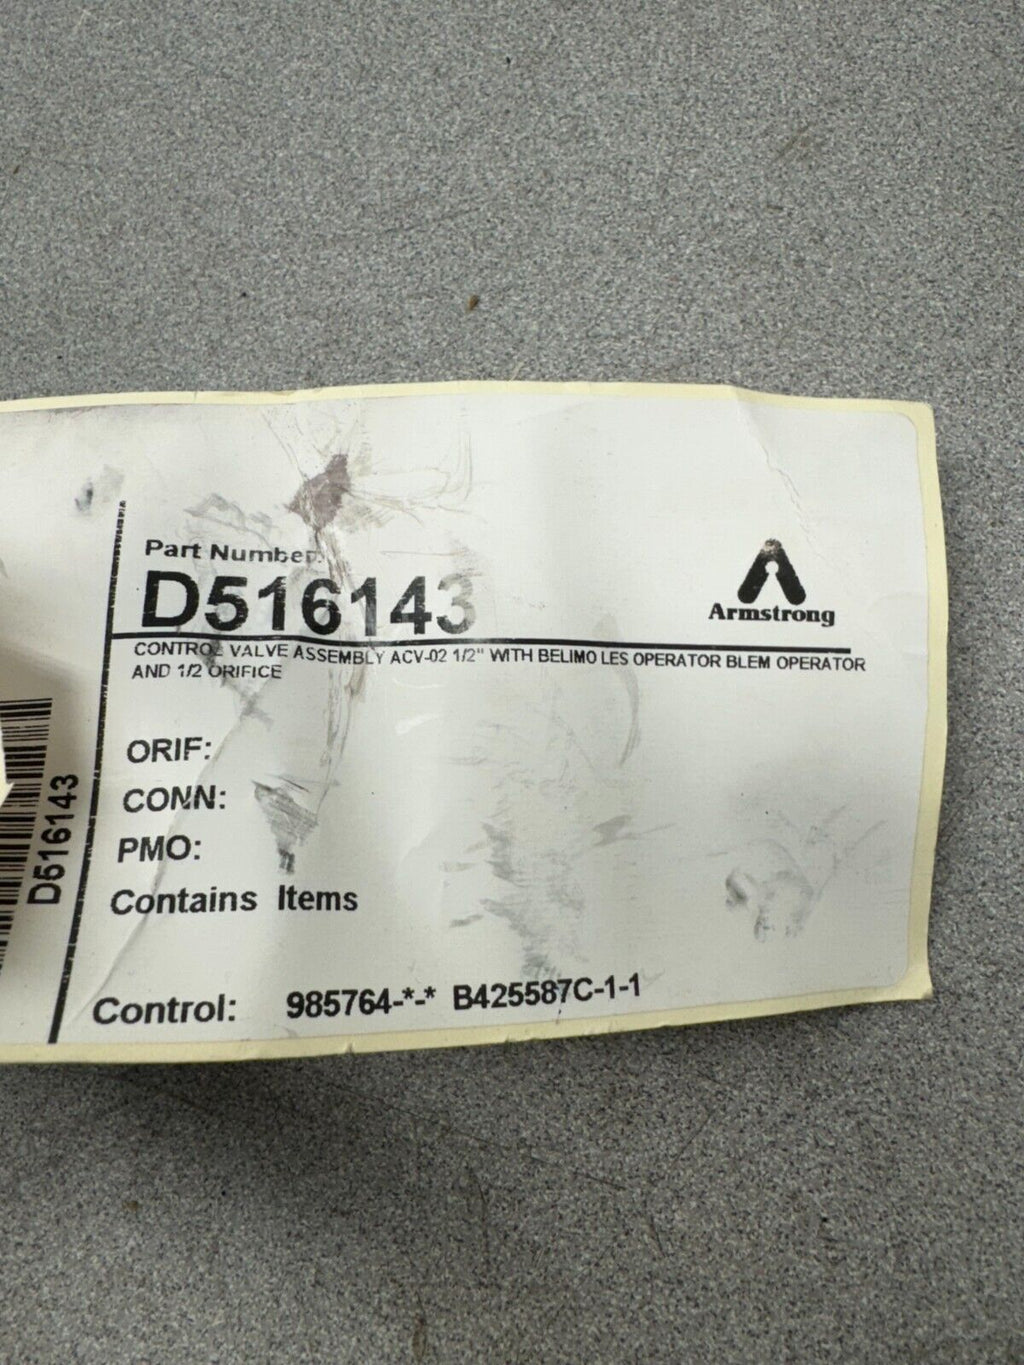 Part Number:
D516143
Armstrong
CONTROL VALVE ASSEMBLY ACV-02 1/2" WITH BELIMO LES OPERATOR BLEM OPERATOR
AND 1/2 ORIFICE
ORIF:
CONN:
PMO:
Contains Items
Control: 985764-*-* B425587C-1-1
D516143